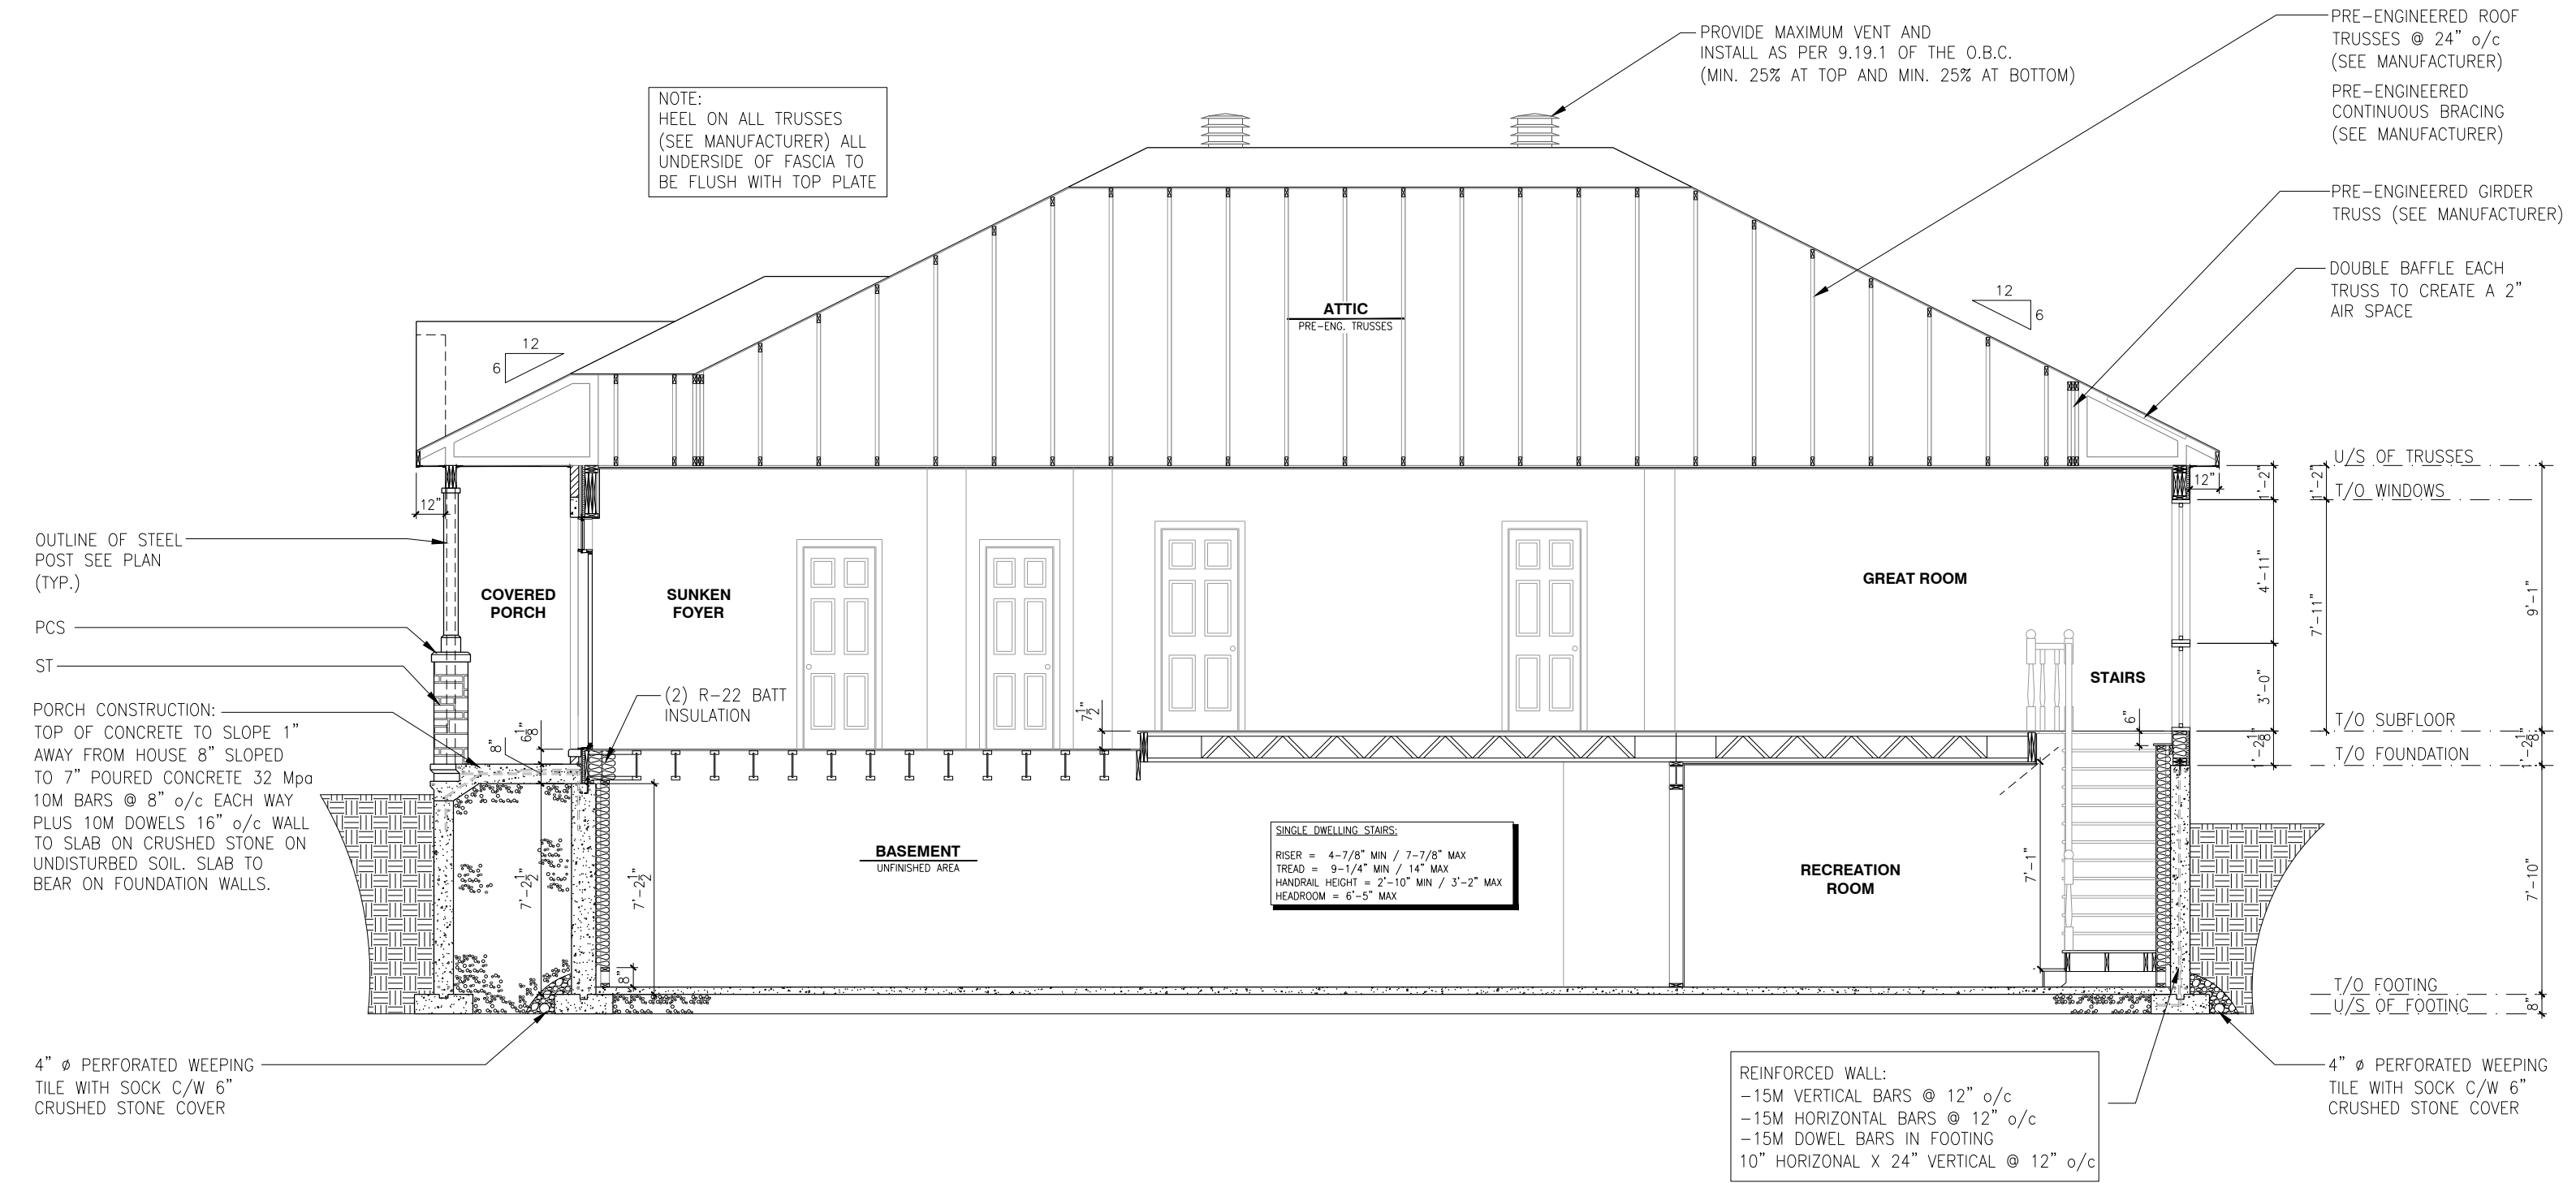 PROVIDE MAXIMUM VENT AND
INSTALL AS PER 9.19.1 OF THE O.B.C.
(MIN. 25% AT TOP AND MIN. 25% AT BOTTOM)
PRE-ENGINEERED ROOF
TRUSSES @ 24" o/c
(SEE MANUFACTURER)
PRE-ENGINEERED
CONTINUOUS BRACING
(SEE MANUFACTURER)
NOTE:
HEEL ON ALL TRUSSES
(SEE MANUFACTURER) ALL
UNDERSIDE OF FASCIA TO
BE FLUSH WITH TOP PLATE
PRE-ENGINEERED GIRDER
TRUSS (SEE MANUFACTURER)
DOUBLE BAFFLE EACH
TRUSS TO CREATE A 2"
AIR SPACE
12
6
ATTIC
PRE-ENG. TRUSSES
12
6
12"
12"
U/S OF TRUSSES
T/O WINDOWS
1'-2"
1'-2"
4'-11"
7'-11"
9'-1"
3'-0"
OUTLINE OF STEEL
POST SEE PLAN
(TYP.)
PCS
ST
COVERED
PORCH
SUNKEN
FOYER
GREAT ROOM
STAIRS
(2) R-22 BATT
INSULATION
PORCH CONSTRUCTION:
TOP OF CONCRETE TO SLOPE 1"
AWAY FROM HOUSE 8" SLOPED
TO 7" POURED CONCRETE 32 Mpa
10M BARS @ 8" o/c EACH WAY
PLUS 10M DOWELS 16" o/c WALL
TO SLAB ON CRUSHED STONE ON
UNDISTURBED SOIL. SLAB TO
BEAR ON FOUNDATION WALLS.
8"
6 1/8"
7 1/2"
6"
T/O SUBFLOOR
T/O FOUNDATION
1'-2 1/8"
1'-2 1/8"
BASEMENT
UNFINISHED AREA
SINGLE DWELLING STAIRS:
RISER = 4-7/8" MIN / 7-7/8" MAX
TREAD = 9-1/4" MIN / 14" MAX
HANDRAIL HEIGHT = 2'-10" MIN / 3'-2" MAX
HEADROOM = 6'-5" MAX
RECREATION
ROOM
7'-2 1/2"
7'-2 1/2"
8"
7'-1"
7'-10"
T/O FOOTING
U/S OF FOOTING
8"
4" ø PERFORATED WEEPING
TILE WITH SOCK C/W 6"
CRUSHED STONE COVER
REINFORCED WALL:
-15M VERTICAL BARS @ 12" o/c
-15M HORIZONTAL BARS @ 12" o/c
-15M DOWEL BARS IN FOOTING
10" HORIZONAL X 24" VERTICAL @ 12" o/c
4" ø PERFORATED WEEPING
TILE WITH SOCK C/W 6"
CRUSHED STONE COVER